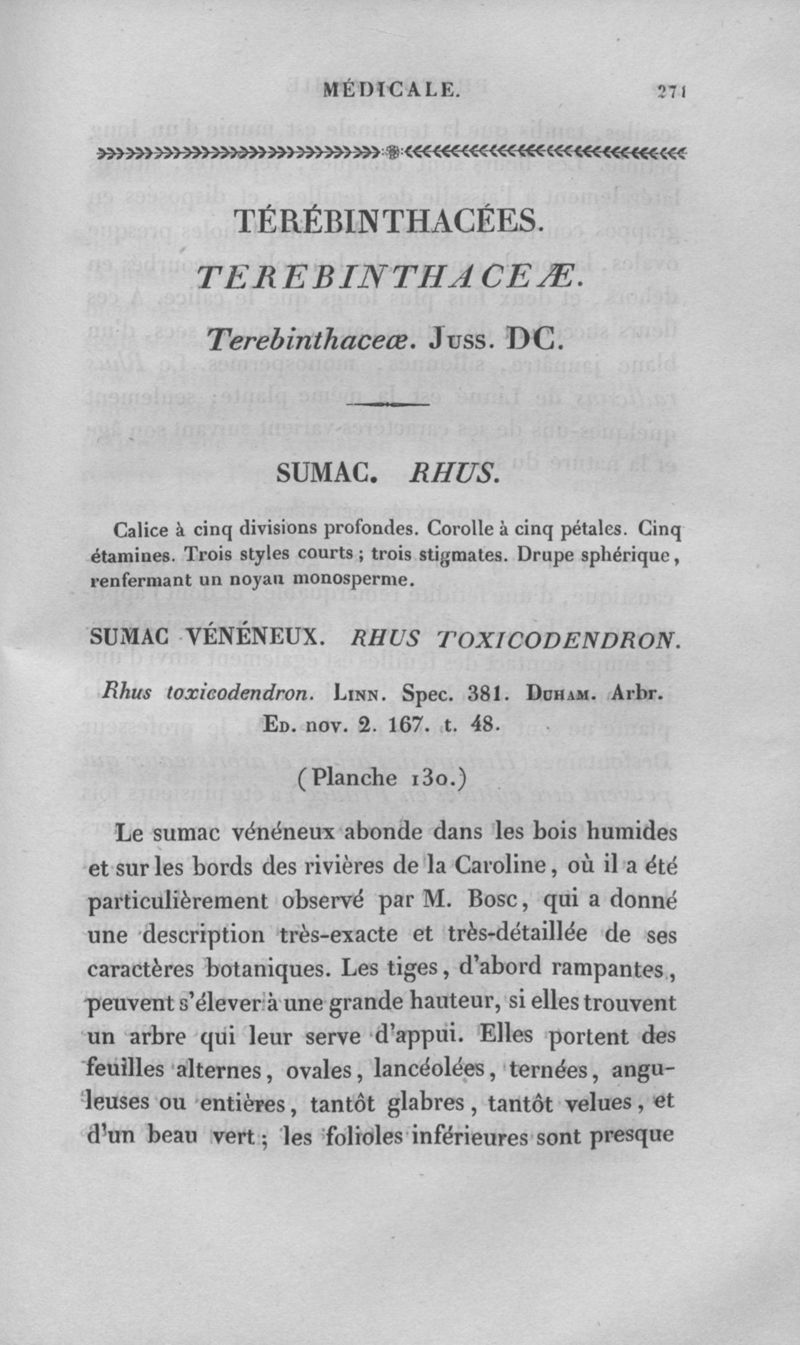 MÉDICALE. 271
TÉRÉBINTHACÉES.
TEREBINTHACEÆ.
Terebinthaceæ. Juss. DC.
SUMAC. RHUS.
Calice à cinq divisions profondes. Corolle à cinq pétales. Cinq
étamines. Trois styles courts ; trois stigmates. Drupe sphérique,
renfermant un noyau monosperme.
SUMAC VÉNÉNEUX. RHUS TOXICODENDRON.
Rhus toxicodendron. Linn. Spec. 381. Duham. Arbr.
Ed. nov. 2. 167. t. 48.
(Planche 130.)
Le sumac vénéneux abonde dans les bois humides
et sur les bords des rivières de la Caroline, où il a été
particulièrement observé par M. Bosc, qui a donné
une description très-exacte et très-détaillée de ses
caractères botaniques. Les tiges, d'abord rampantes,
peuvent s'élever à une grande hauteur, si elles trouvent
un arbre qui leur serve d'appui. Elles portent des
feuilles alternes, ovales, lancéolées, ternées, angu-
leuses ou entières, tantôt glabres, tantôt velues, et
d'un beau vert ; les folioles inférieures sont presque